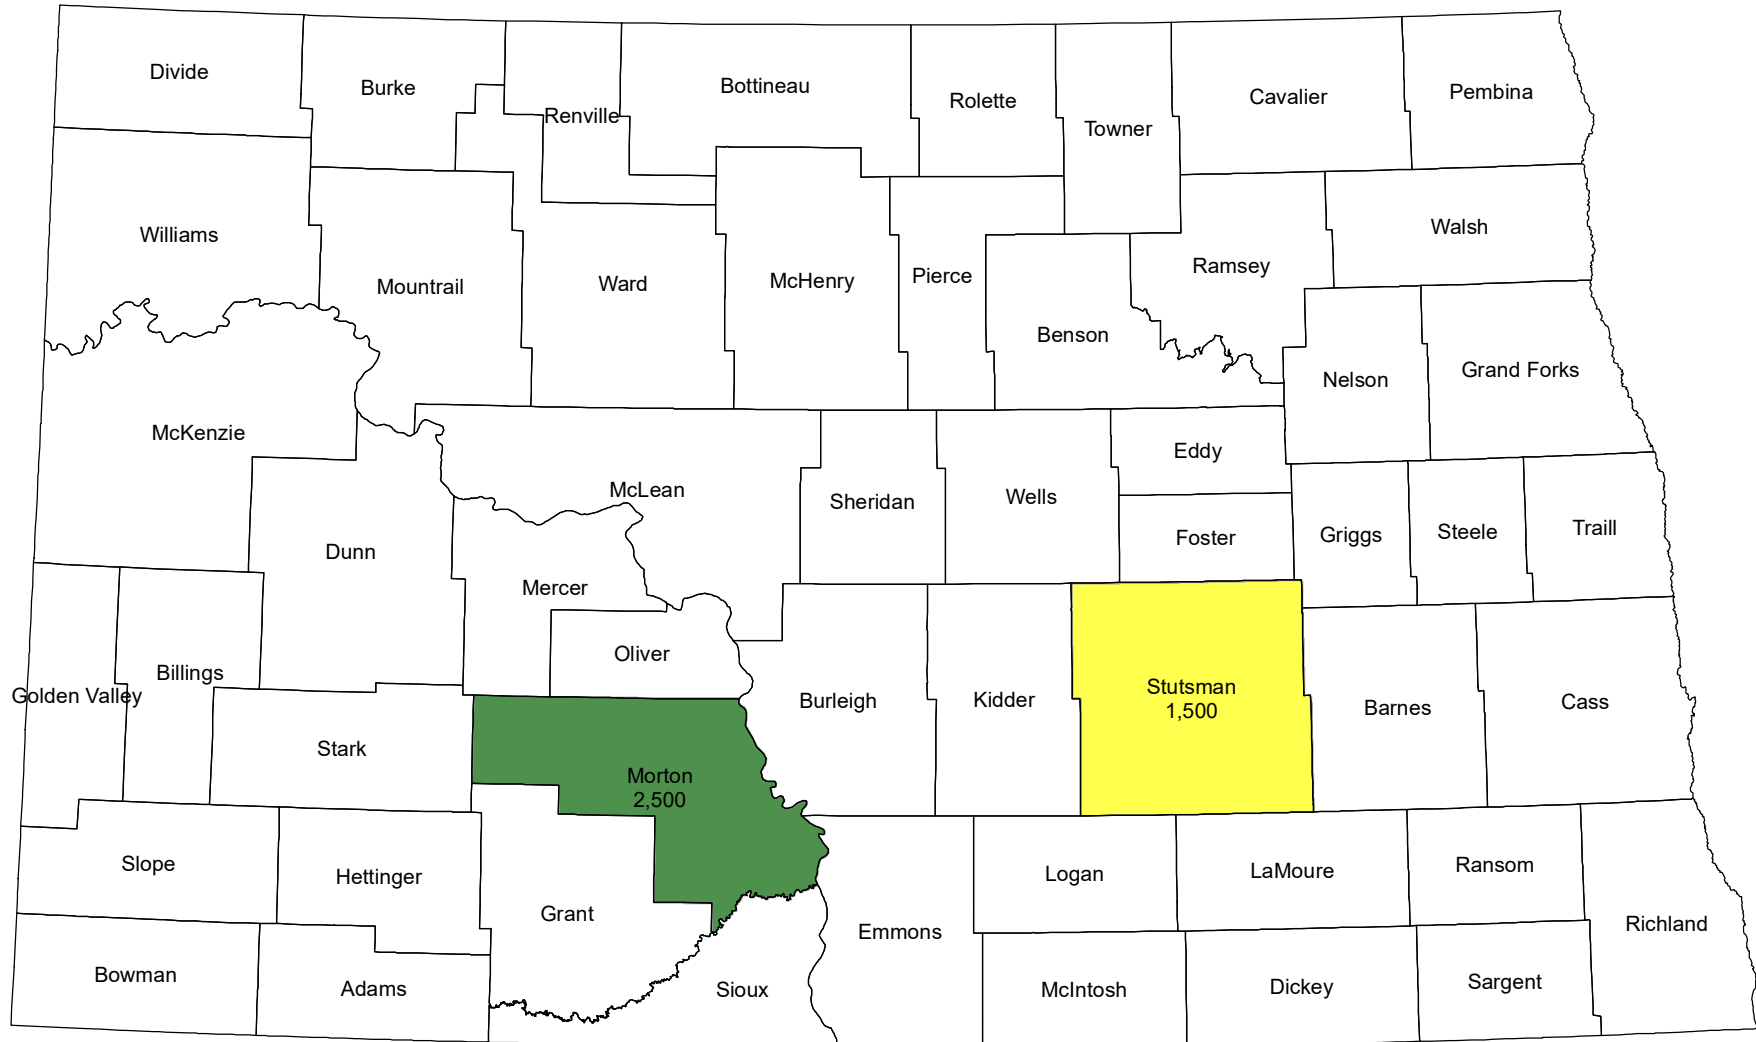 Divide
Burke
Renville
Bottineau
Rolette
Towner
Cavalier
Pembina
Williams
Mountrail
Ward
McHenry
Pierce
Benson
Ramsey
Walsh
Nelson
Grand Forks
McKenzie
Dunn
McLean
Mercer
Oliver
Sheridan
Wells
Eddy
Foster
Griggs
Steele
Traill
Golden Valley
Billings
Stark
Morton
2,500
Burleigh
Kidder
Stutsman
1,500
Barnes
Cass
Slope
Hettinger
Grant
Emmons
Logan
LaMoure
Ransom
Richland
Bowman
Adams
Sioux
McIntosh
Dickey
Sargent